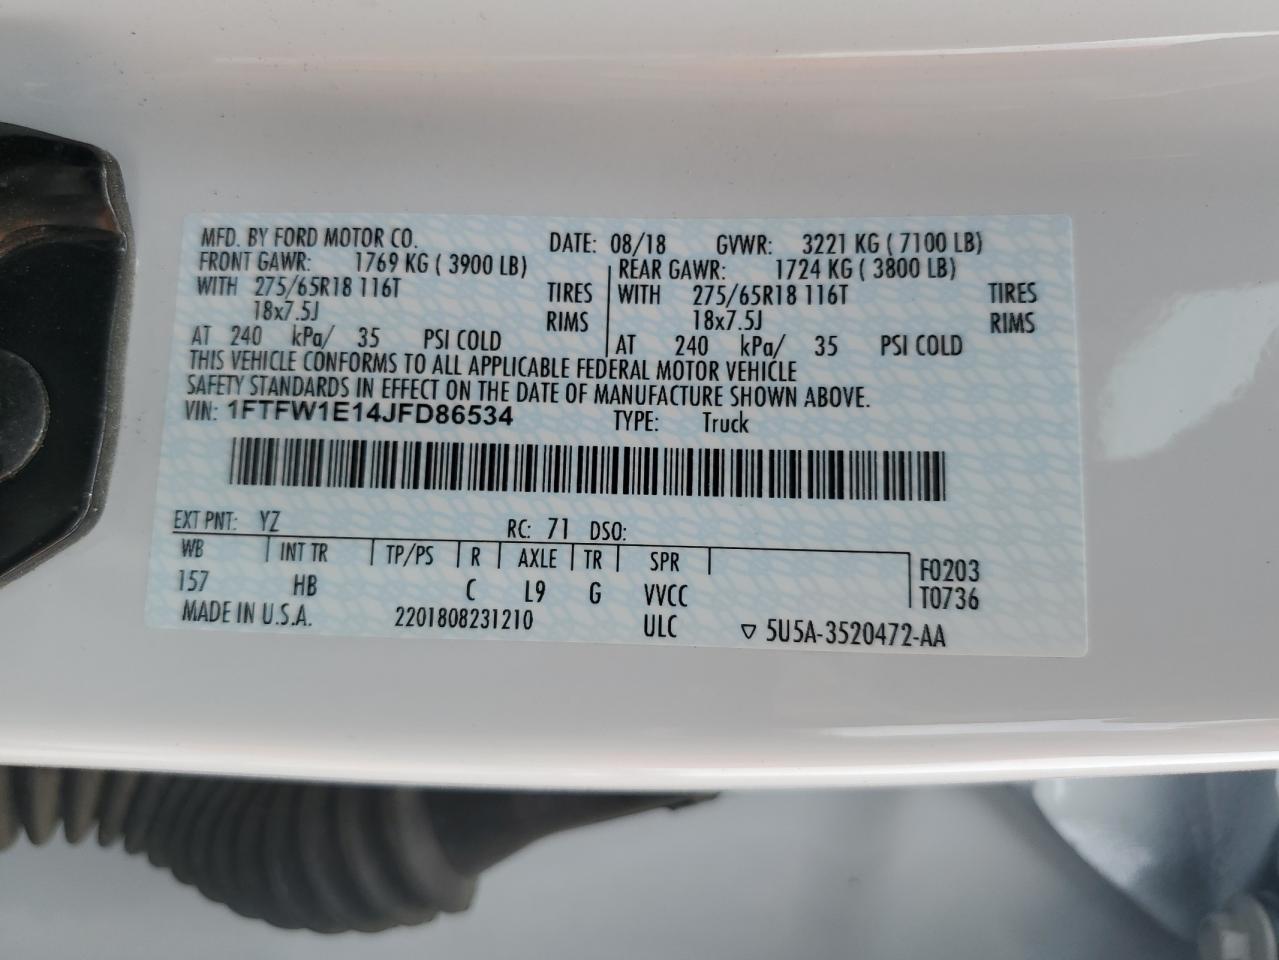 MFD. BY FORD MOTOR CO. DATE: 08/18 GVWR: 3221 KG ( 7100 LB)
FRONT GAWR: 1769 KG ( 3900 LB) REAR GAWR: 1724 KG ( 3800 LB)
WITH 275/65R18 116T TIRES WITH 275/65R18 116T TIRES
18x7.5J RIMS 18x7.5J RIMS
AT 240 kPa/ 35 PSI COLD AT 240 kPa/ 35 PSI COLD
THIS VEHICLE CONFORMS TO ALL APPLICABLE FEDERAL MOTOR VEHICLE
SAFETY STANDARDS IN EFFECT ON THE DATE OF MANUFACTURE SHOWN ABOVE.
VIN: 1FTFW1E14JFD86534 TYPE: Truck
EXT PNT: YZ RC: 71 DSO:
WB INT TR TP/PS R AXLE TR SPR F0203
157 HB C L9 G VVCC T0736
MADE IN U.S.A. 2201808231210 ULC ▽ 5U5A-3520472-AA